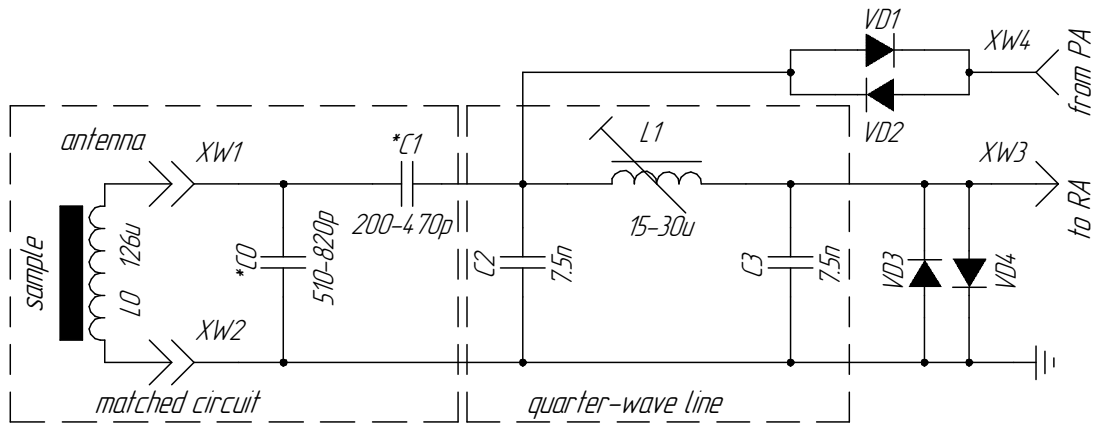 VD1
XW4
from PA
VD2
antenna
XW1
*C1
L1
XW3
to RA
200-470p
15-30u
sample
126u
L0
*C0
510-820p
C2
7.5n
C3
7.5n
VD3
VD4
XW2
matched circuit
quarter-wave line